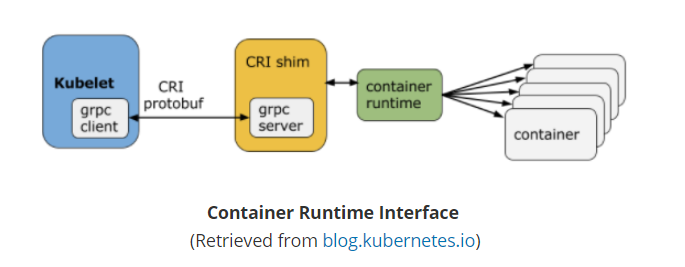 Kubelet
grpc
client
CRI
protobuf
CRI shim
grpc
server
container
runtime
container
Container Runtime Interface
(Retrieved from blog.kubernetes.io)